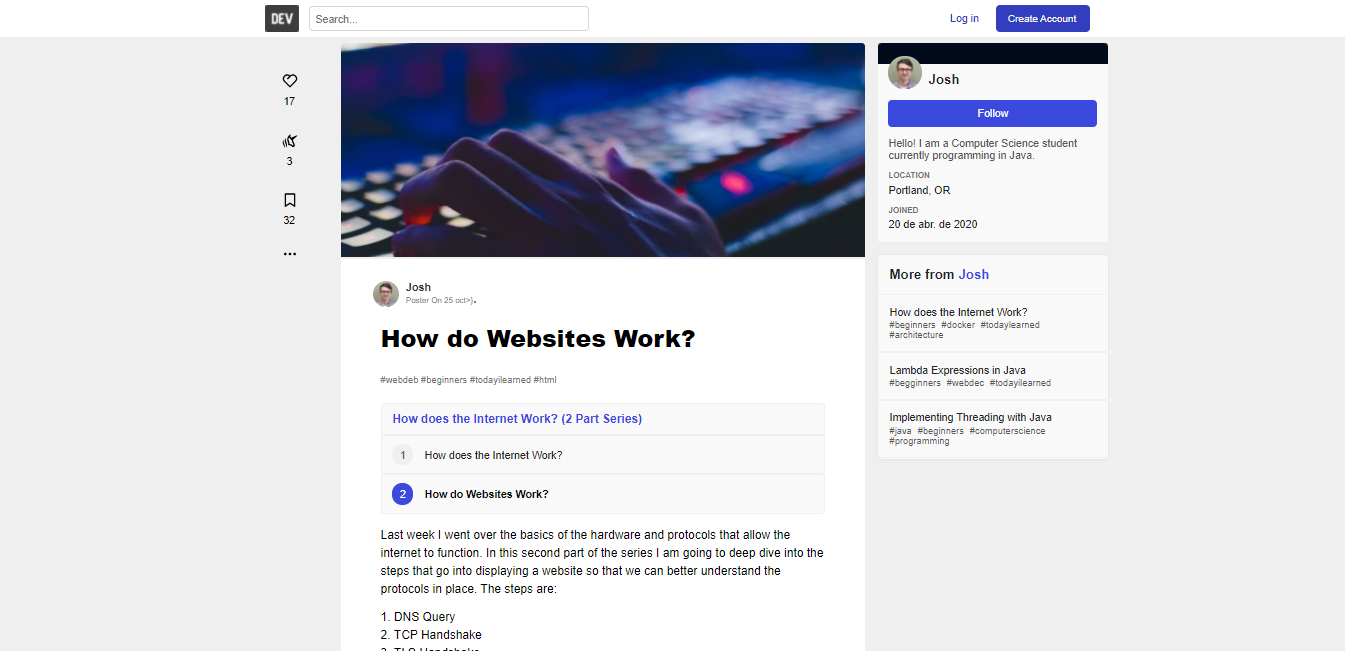 DEV
Search...
Log in
Create Account
17
3
32
Josh
Poster On 25 oct>).
How do Websites Work?
#webdeb #beginners #todayilearned #html
How does the Internet Work? (2 Part Series)
1 How does the Internet Work?
2 How do Websites Work?
Last week I went over the basics of the hardware and protocols that allow the
internet to function. In this second part of the series I am going to deep dive into the
steps that go into displaying a website so that we can better understand the
protocols in place. The steps are:
1. DNS Query
2. TCP Handshake
3. TLS Handshake
Josh
Follow
Hello! I am a Computer Science student
currently programming in Java.
LOCATION
Portland, OR
JOINED
20 de abr. de 2020
More from Josh
How does the Internet Work?
#beginners #docker #todaylearned
#architecture
Lambda Expressions in Java
#begginners #webdec #todayilearned
Implementing Threading with Java
#java #beginners #computerscience
#programming